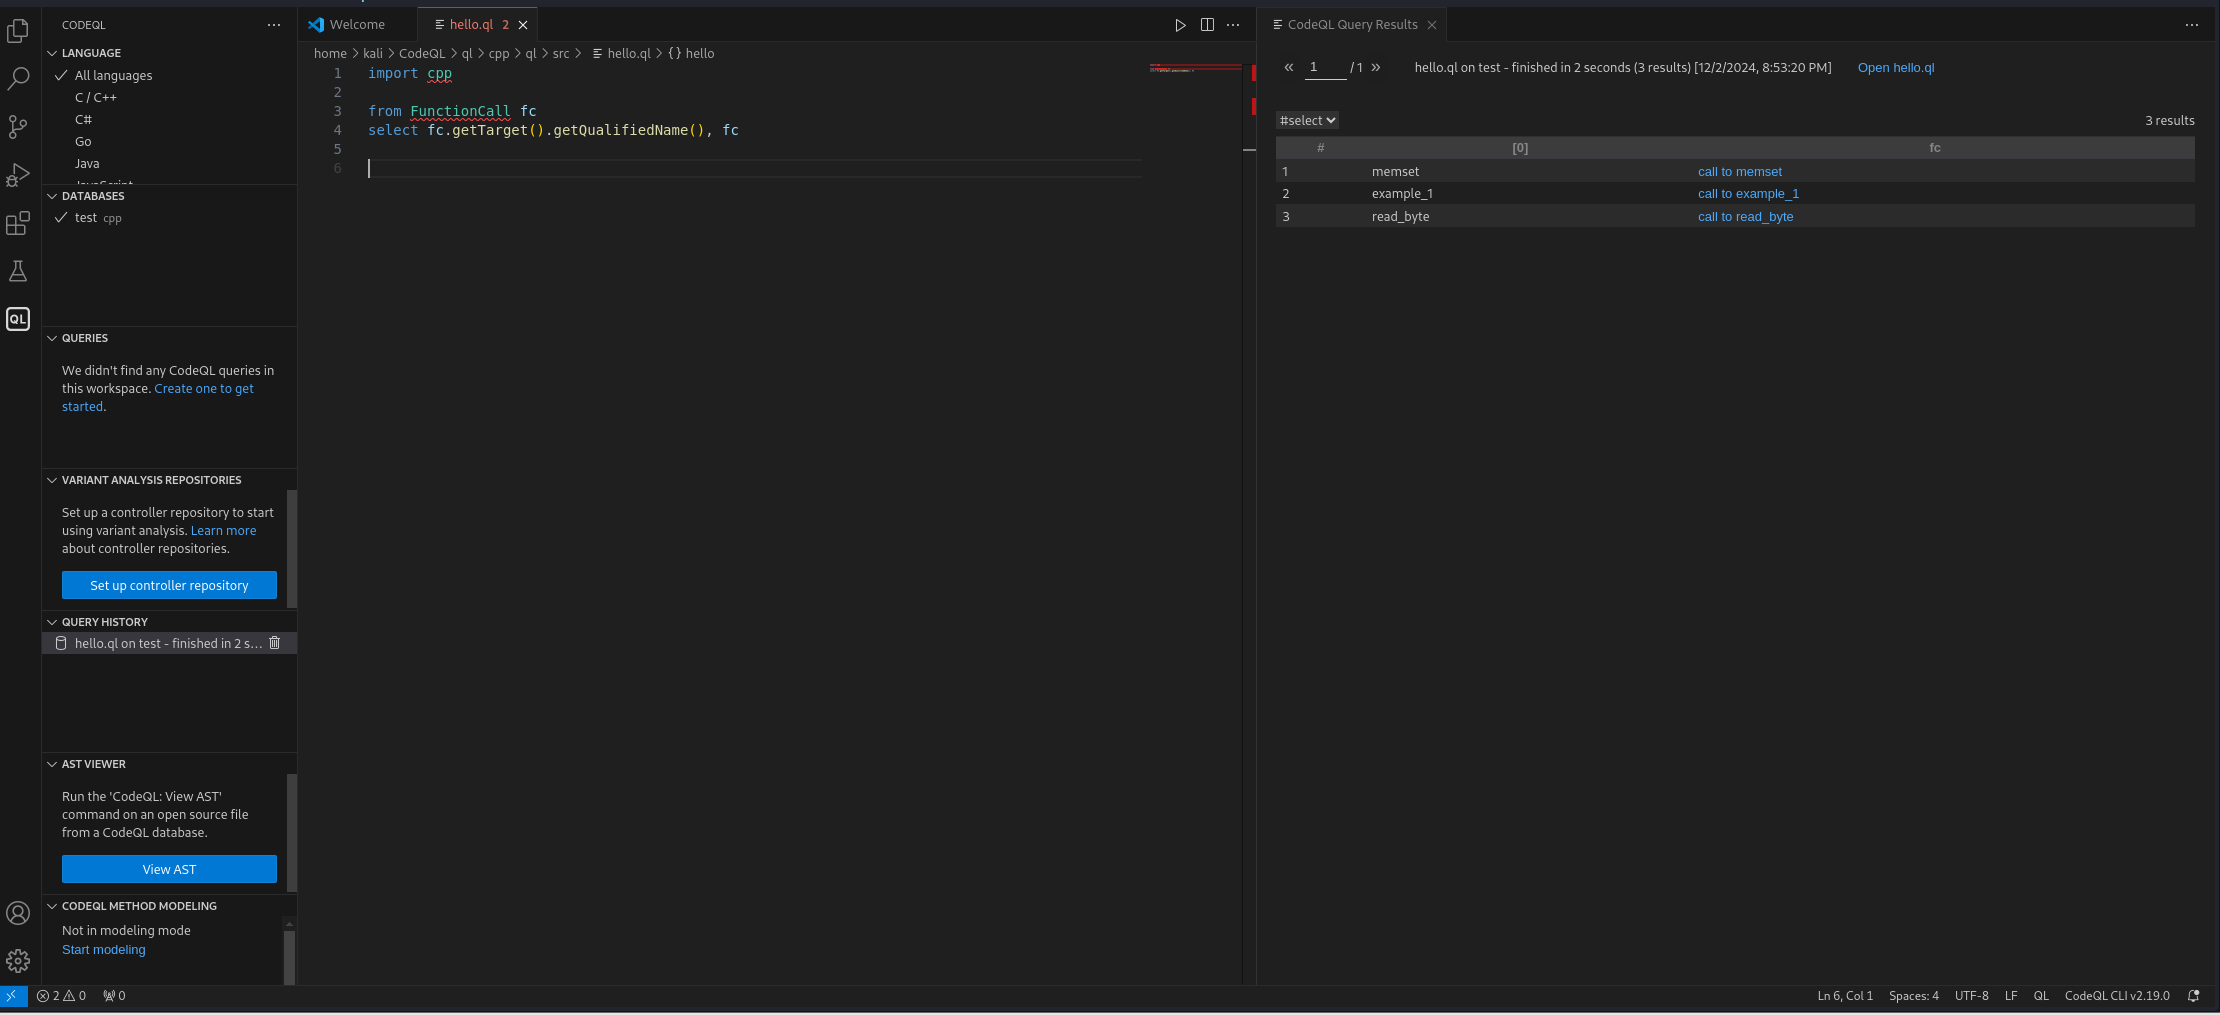 CODEQL
LANGUAGE
All languages
C / C++
C#
Go
Java
JavaScript
DATABASES
test cpp
QUERIES
We didn't find any CodeQL queries in
this workspace. Create one to get
started.
VARIANT ANALYSIS REPOSITORIES
Set up a controller repository to start
using variant analysis. Learn more
about controller repositories.
Set up controller repository
QUERY HISTORY
hello.ql on test - finished in 2 s...
AST VIEWER
Run the 'CodeQL: View AST'
command on an open source file
from a CodeQL database.
View AST
CODEQL METHOD MODELING
Not in modeling mode
Start modeling
QL
Welcome
hello.ql 2
home > kali > CodeQL > ql > cpp > ql > src > hello.ql > {} hello
1 import cpp
2
3 from FunctionCall fc
4 select fc.getTarget().getQualifiedName(), fc
5
6
CodeQL Query Results
« 1 / 1 » hello.ql on test - finished in 2 seconds (3 results) [12/2/2024, 8:53:20 PM] Open hello.ql
#select 3 results
# [0] fc
1 memset call to memset
2 example_1 call to example_1
3 read_byte call to read_byte
2 0 0 Ln 6, Col 1 Spaces: 4 UTF-8 LF QL CodeQL CLI v2.19.0